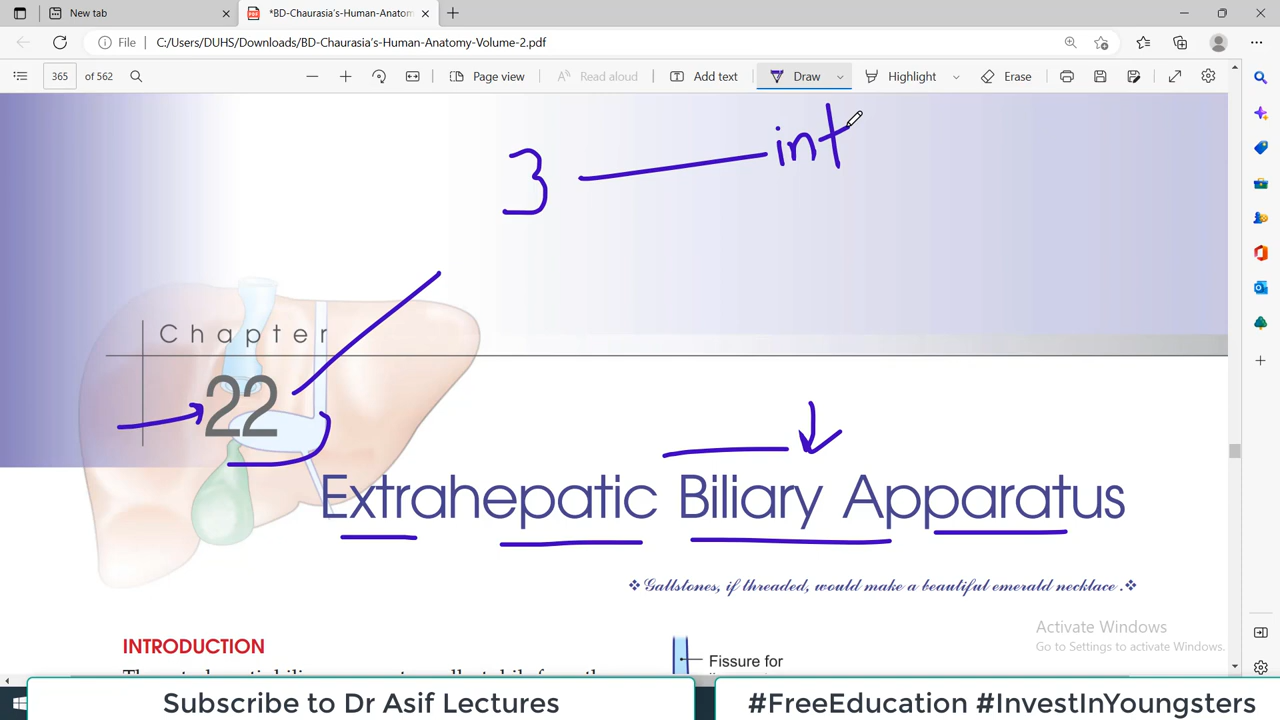 New tab
*BD-Chaurasia's-Human-Anatom
File C:/Users/DUHS/Downloads/BD-Chaurasia's-Human-Anatomy-Volume-2.pdf
365 of 562 Page view Read aloud Add text Draw Highlight Erase
3 int
Chapter
22
Extrahepatic Biliary Apparatus
❖Gallstones, if threaded, would make a beautiful emerald necklace.❖
INTRODUCTION
Fissure for
Activate Windows
Go to Settings to activate Windows.
Subscribe to Dr Asif Lectures
#FreeEducation #InvestInYoungsters